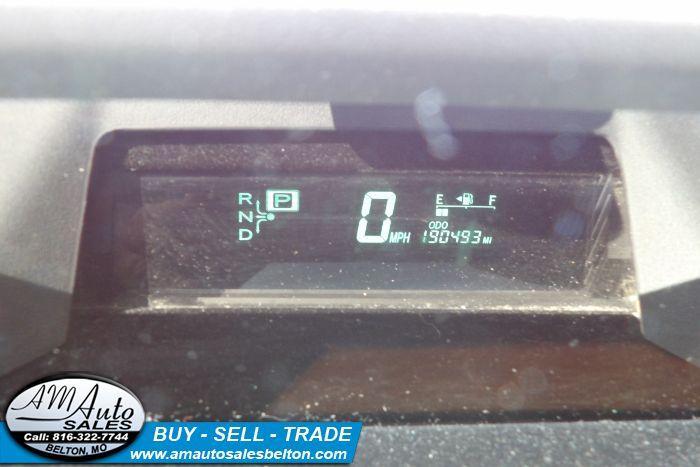 R P
N
D
0 MPH
E F
ODO
190493 MI
AM Auto
SALES
Call: 816-322-7744
BELTON, MO
BUY - SELL - TRADE
www.amautosalesbelton.com